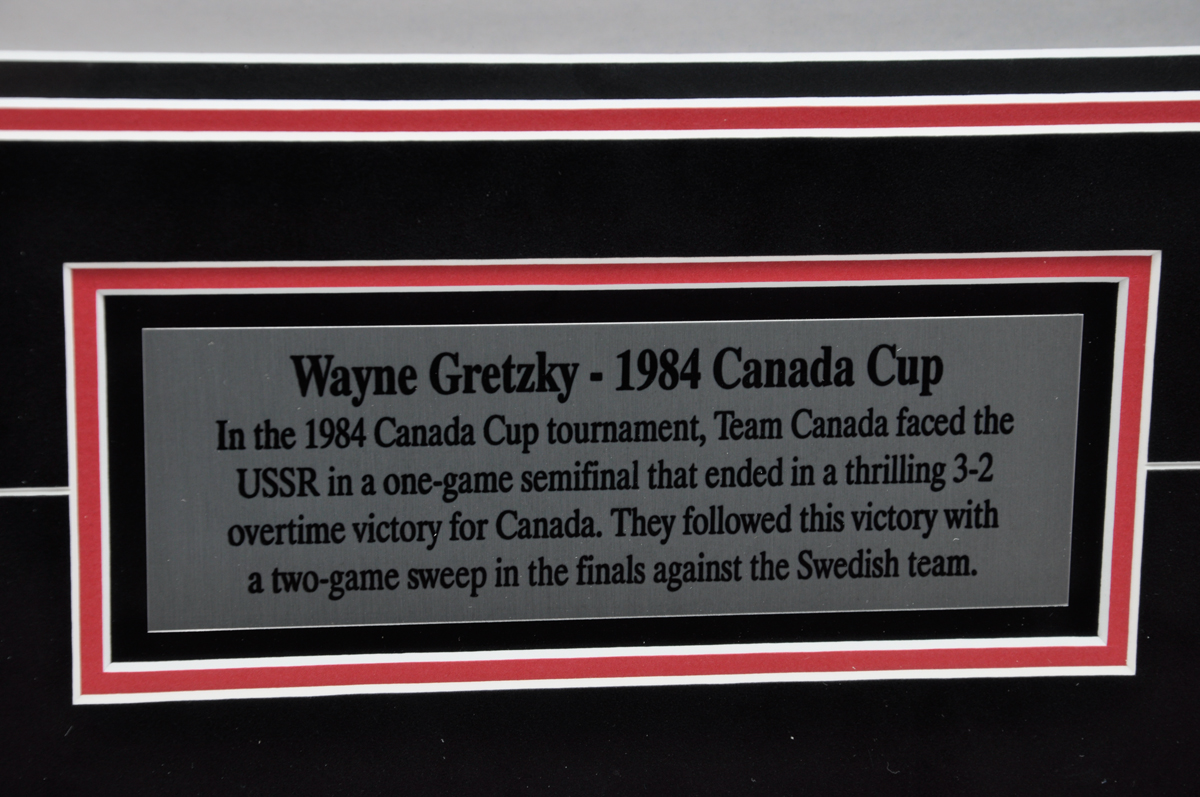 Wayne Gretzky - 1984 Canada Cup
In the 1984 Canada Cup tournament, Team Canada faced the
USSR in a one-game semifinal that ended in a thrilling 3-2
overtime victory for Canada. They followed this victory with
a two-game sweep in the finals against the Swedish team.